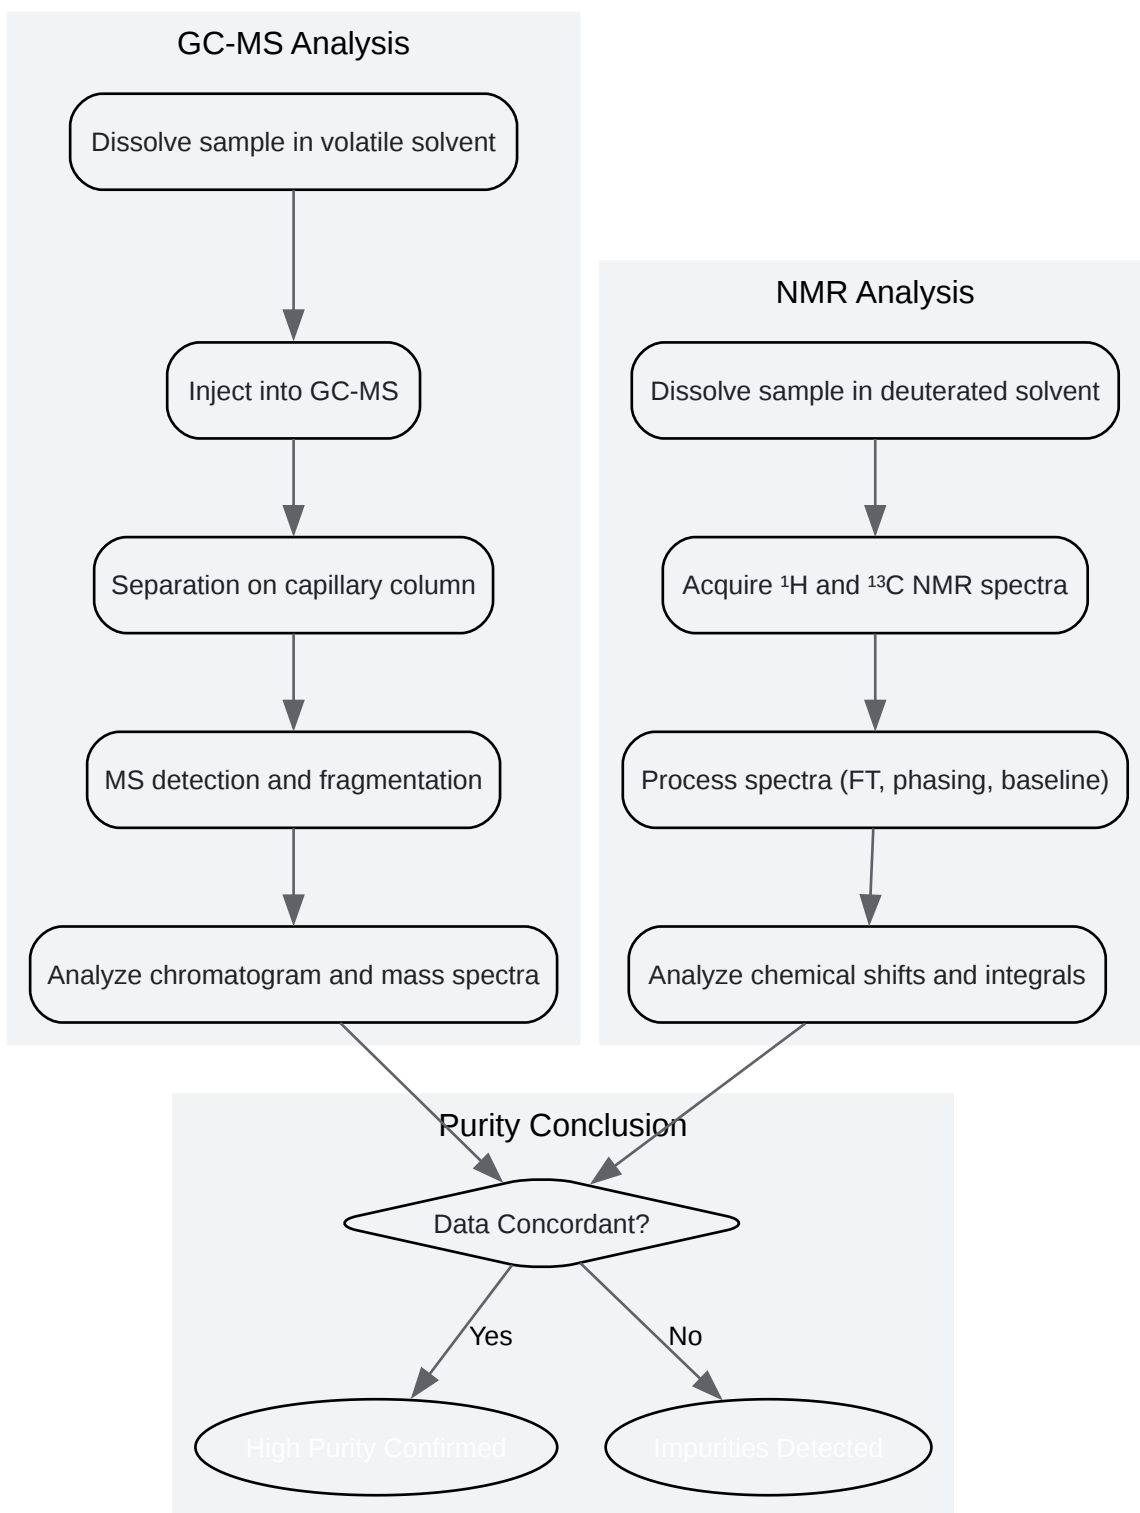 GC-MS Analysis
Dissolve sample in volatile solvent
Inject into GC-MS
Separation on capillary column
MS detection and fragmentation
Analyze chromatogram and mass spectra
NMR Analysis
Dissolve sample in deuterated solvent
Acquire ¹H and ¹³C NMR spectra
Process spectra (FT, phasing, baseline)
Analyze chemical shifts and integrals
Purity Conclusion
Data Concordant?
Yes
No
High Purity Confirmed
Impurities Detected